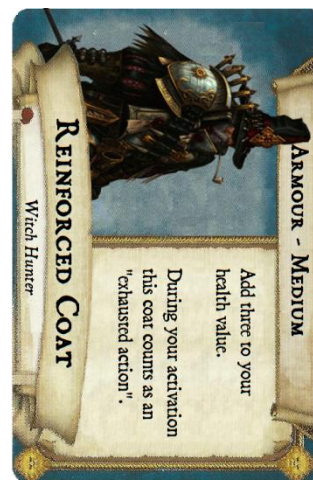 ARMOUR - MEDIUM
Add three to your
health value.
During your activation
this coat counts as an
"exhausted action".
REINFORCED COAT
Witch Hunter